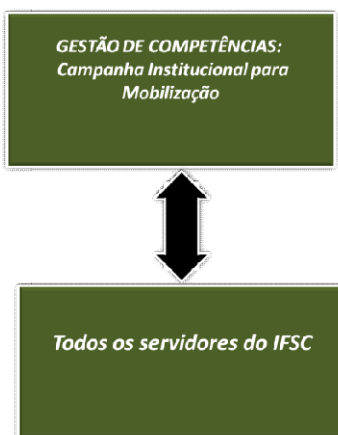 GESTÃO DE COMPETÊNCIAS:
Campanha Institucional para
Mobilização
Todos os servidores do IFSC